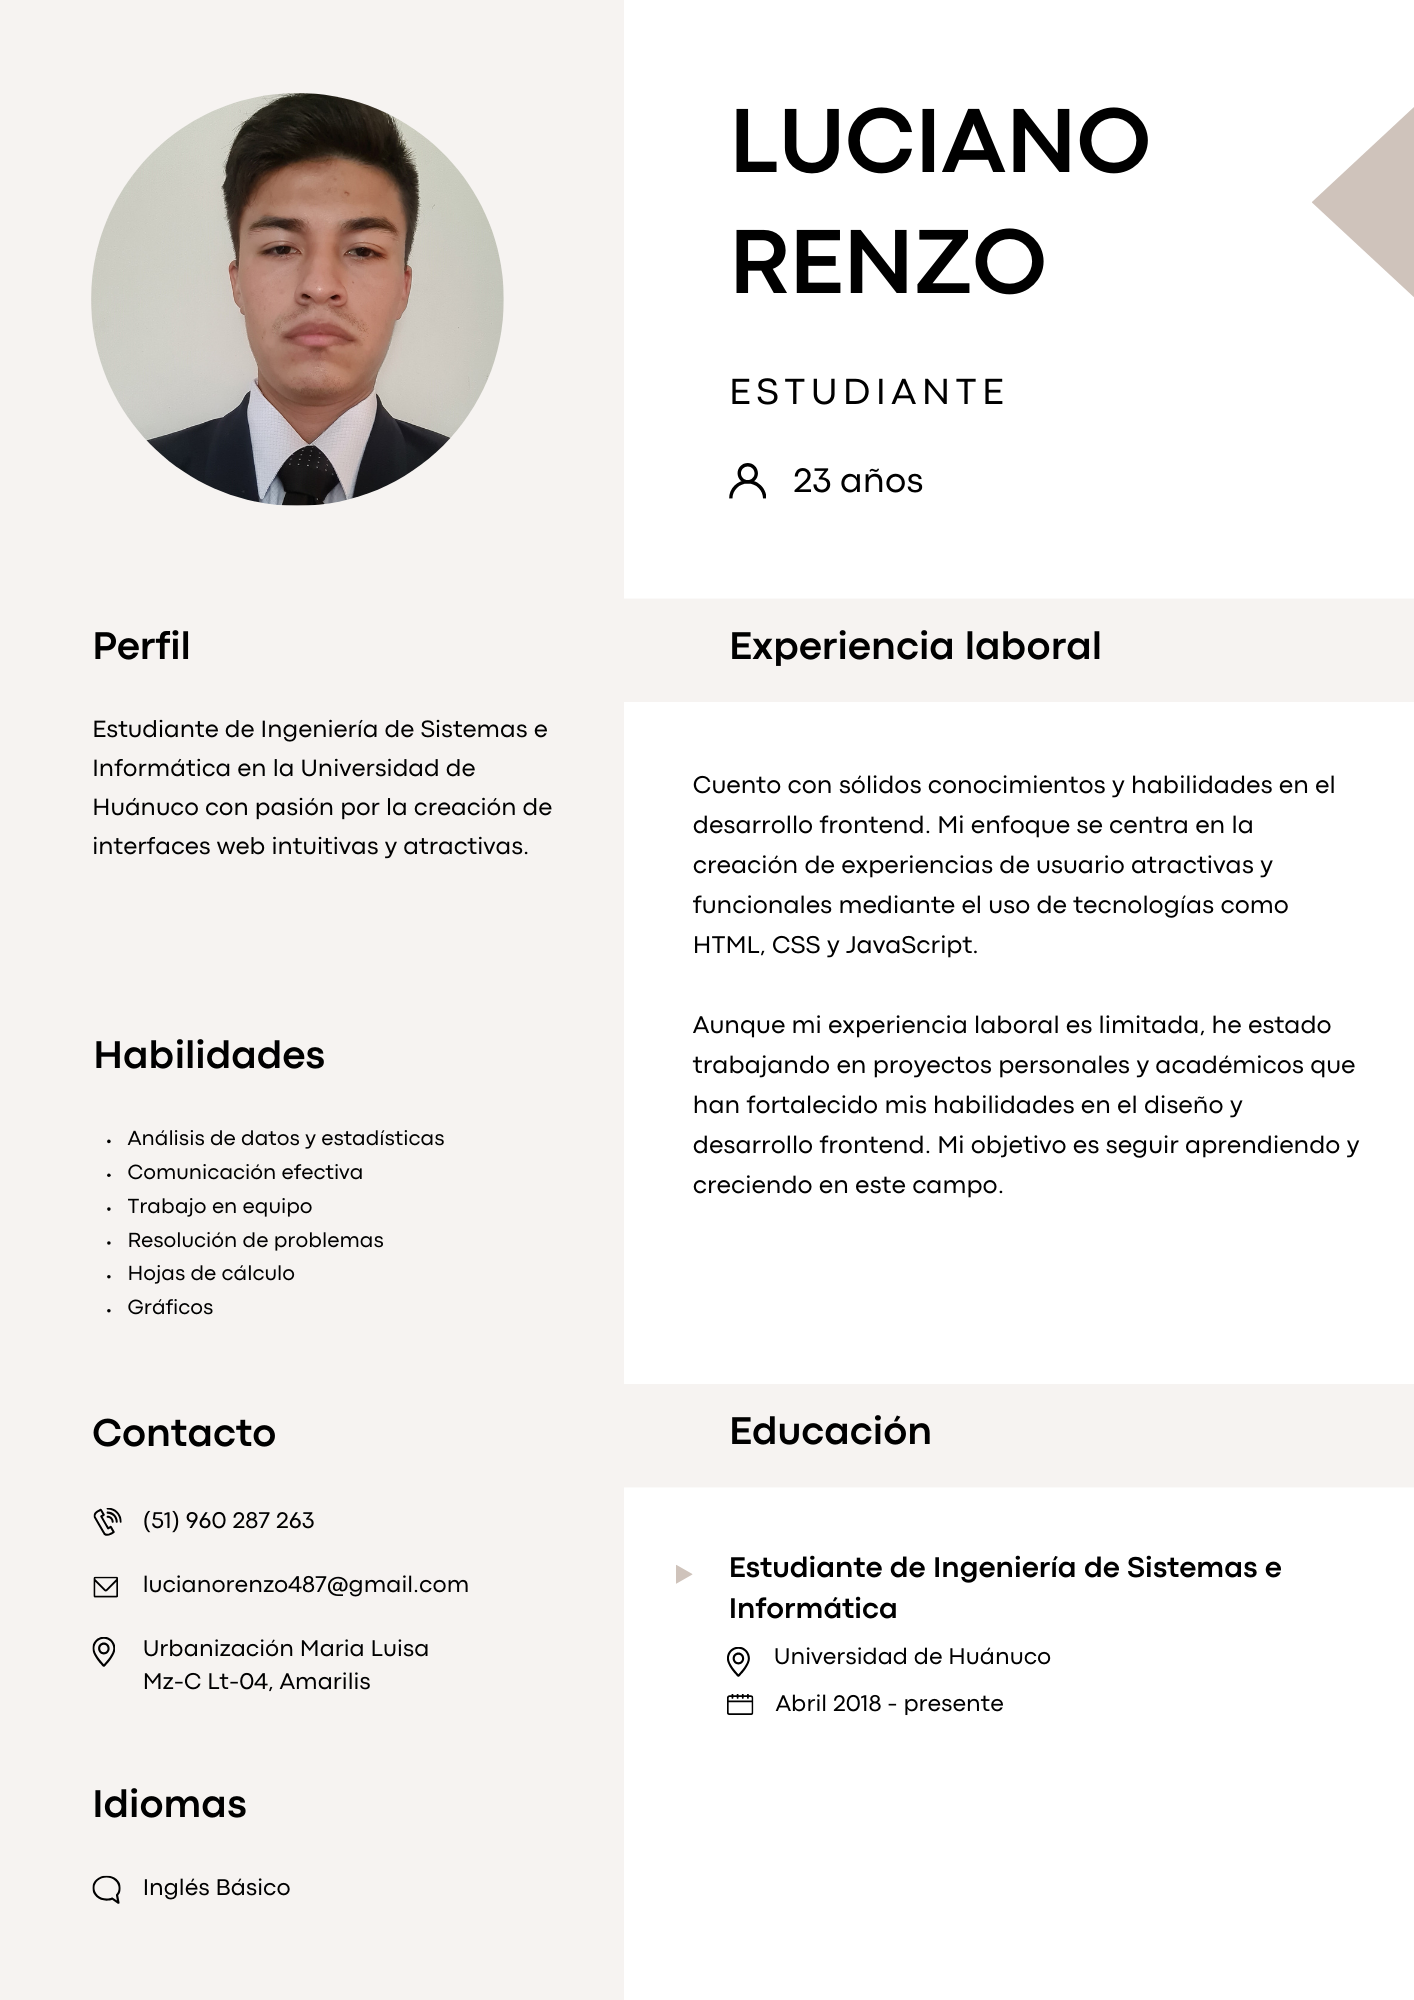 LUCIANO
RENZO
ESTUDIANTE
23 años
Perfil
Estudiante de Ingeniería de Sistemas e
Informática en la Universidad de
Huánuco con pasión por la creación de
interfaces web intuitivas y atractivas.
Habilidades
• Análisis de datos y estadísticas
• Comunicación efectiva
• Trabajo en equipo
• Resolución de problemas
• Hojas de cálculo
• Gráficos
Contacto
(51) 960 287 263
lucianorenzo487@gmail.com
Urbanización Maria Luisa
Mz-C Lt-04, Amarilis
Idiomas
Inglés Básico
Experiencia laboral
Cuento con sólidos conocimientos y habilidades en el
desarrollo frontend. Mi enfoque se centra en la
creación de experiencias de usuario atractivas y
funcionales mediante el uso de tecnologías como
HTML, CSS y JavaScript.
Aunque mi experiencia laboral es limitada, he estado
trabajando en proyectos personales y académicos que
han fortalecido mis habilidades en el diseño y
desarrollo frontend. Mi objetivo es seguir aprendiendo y
creciendo en este campo.
Educación
Estudiante de Ingeniería de Sistemas e
Informática
Universidad de Huánuco
Abril 2018 - presente